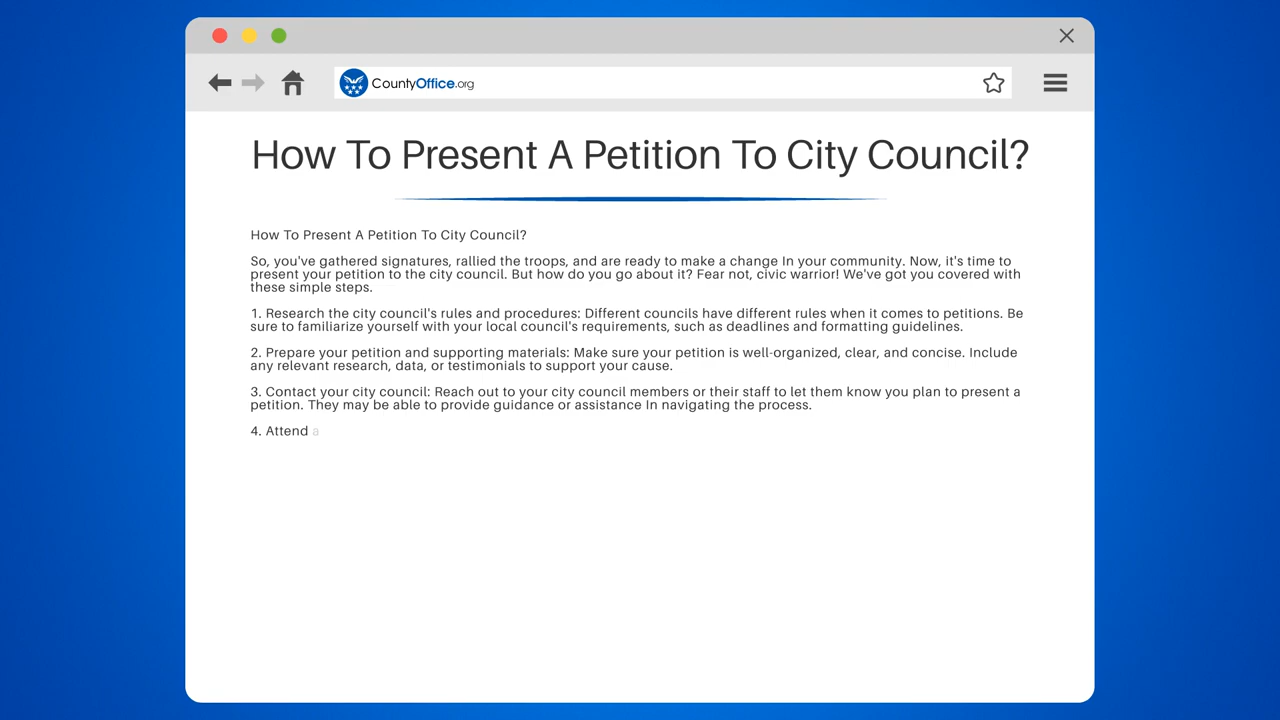 CountyOffice.org
How To Present A Petition To City Council?
How To Present A Petition To City Council?
So, you've gathered signatures, rallied the troops, and are ready to make a change In your community. Now, it's time to
present your petition to the city council. But how do you go about it? Fear not, civic warrior! We've got you covered with
these simple steps.
1. Research the city council's rules and procedures: Different councils have different rules when it comes to petitions. Be
sure to familiarize yourself with your local council's requirements, such as deadlines and formatting guidelines.
2. Prepare your petition and supporting materials: Make sure your petition is well-organized, clear, and concise. Include
any relevant research, data, or testimonials to support your cause.
3. Contact your city council: Reach out to your city council members or their staff to let them know you plan to present a
petition. They may be able to provide guidance or assistance In navigating the process.
4. Attend a